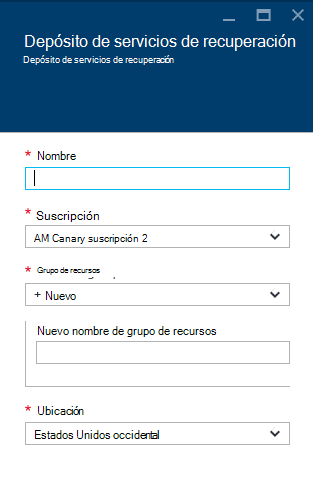 Depósito de servicios de recuperación
Depósito de servicios de recuperación
* Nombre
* Suscripción
AM Canary suscripción 2
* Grupo de recursos
+ Nuevo
Nuevo nombre de grupo de recursos
* Ubicación
Estados Unidos occidental